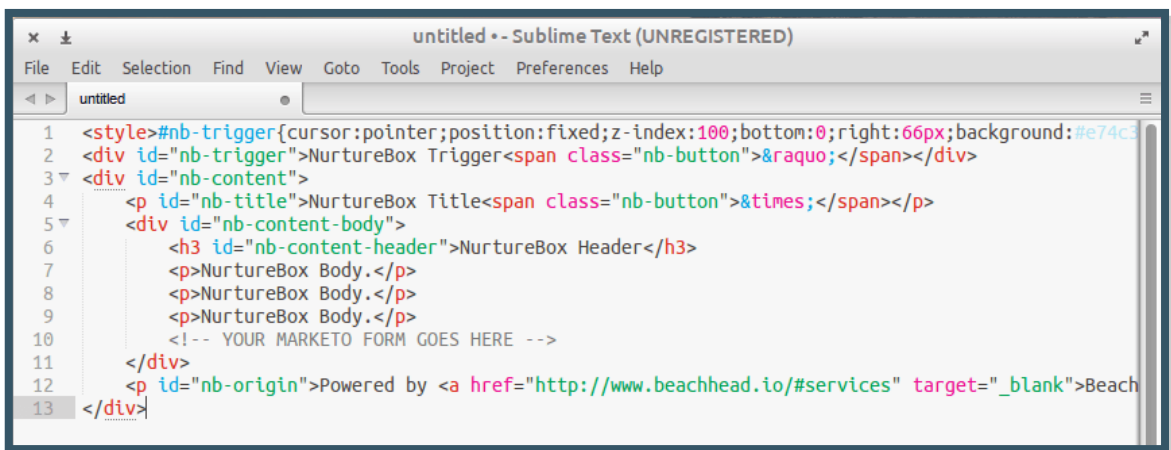 untitled • - Sublime Text (UNREGISTERED)
File Edit Selection Find View Goto Tools Project Preferences Help
untitled
1 <style>#nb-trigger{cursor:pointer;position:fixed;z-index:100;bottom:0;right:66px;background:#e74c3
2 <div id="nb-trigger">NurtureBox Trigger<span class="nb-button">&raquo;</span></div>
3 <div id="nb-content">
4 <p id="nb-title">NurtureBox Title<span class="nb-button">&times;</span></p>
5 <div id="nb-content-body">
6 <h3 id="nb-content-header">NurtureBox Header</h3>
7 <p>NurtureBox Body.</p>
8 <p>NurtureBox Body.</p>
9 <p>NurtureBox Body.</p>
10 <!-- YOUR MARKETO FORM GOES HERE -->
11 </div>
12 <p id="nb-origin">Powered by <a href="http://www.beachhead.io/#services" target="_blank">Beach
13 </div>